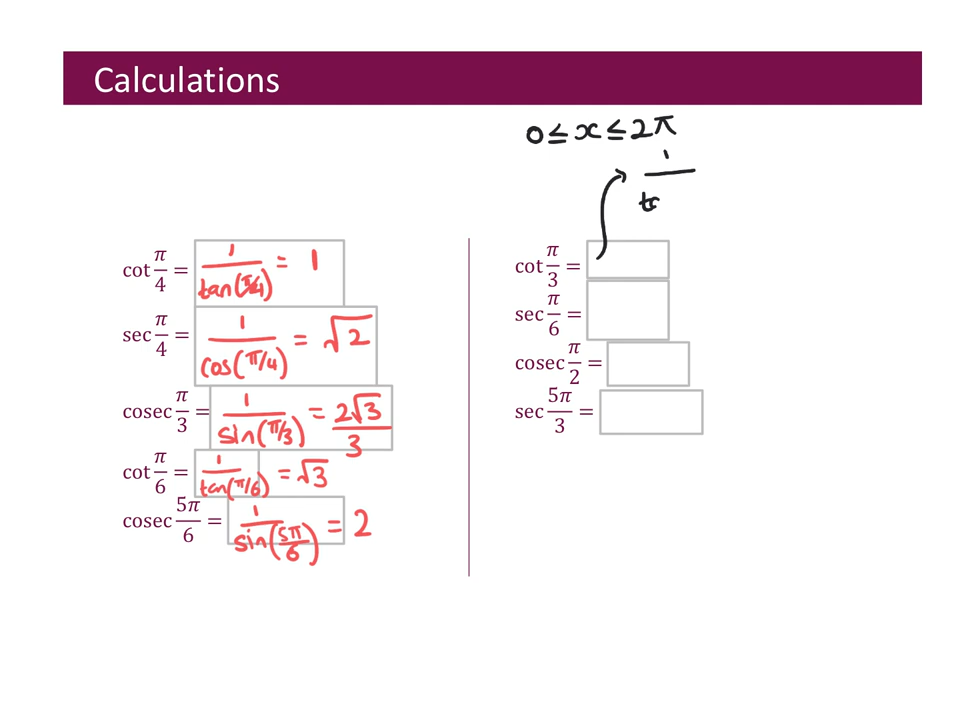 Calculations
0 ≤ x ≤ 2π
1/t
cot π/4 = 1/tan(π/4) = 1
sec π/4 = 1/cos(π/4) = √2
cosec π/3 = 1/sin(π/3) = 2√3/3
cot π/6 = 1/tan(π/6) = √3
cosec 5π/6 = 1/sin(5π/6) = 2
cot π/3 =
sec π/6 =
cosec π/2 =
sec 5π/3 =